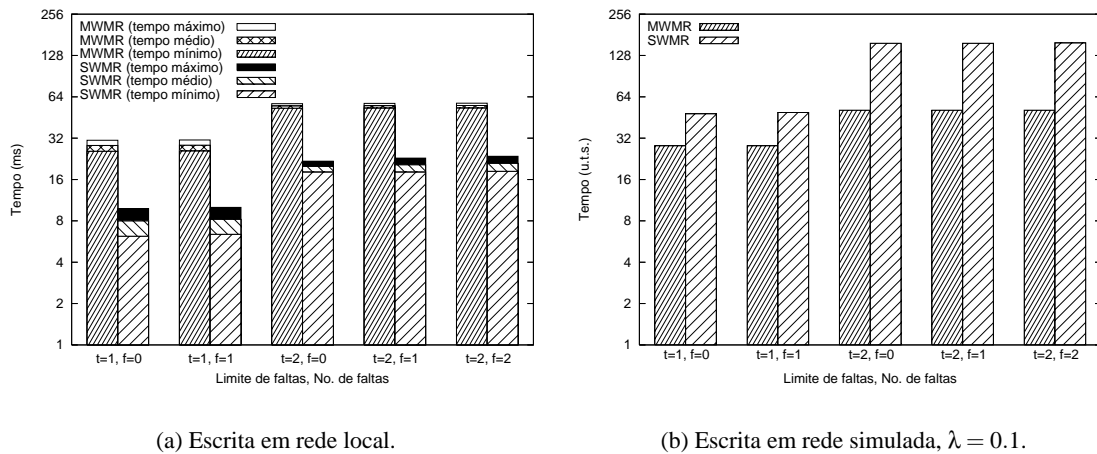 MWMR (tempo máximo)
MWMR (tempo médio)
MWMR (tempo mínimo)
SWMR (tempo máximo)
SWMR (tempo médio)
SWMR (tempo mínimo)
256
128
64
32
16
8
4
2
1
Tempo (ms)
t=1, f=0
t=1, f=1
t=2, f=0
t=2, f=1
t=2, f=2
Limite de faltas, No. de faltas
(a) Escrita em rede local.
MWMR
SWMR
256
128
64
32
16
8
4
2
1
Tempo (u.t.s.)
t=1, f=0
t=1, f=1
t=2, f=0
t=2, f=1
t=2, f=2
Limite de faltas, No. de faltas
(b) Escrita em rede simulada, λ = 0.1.